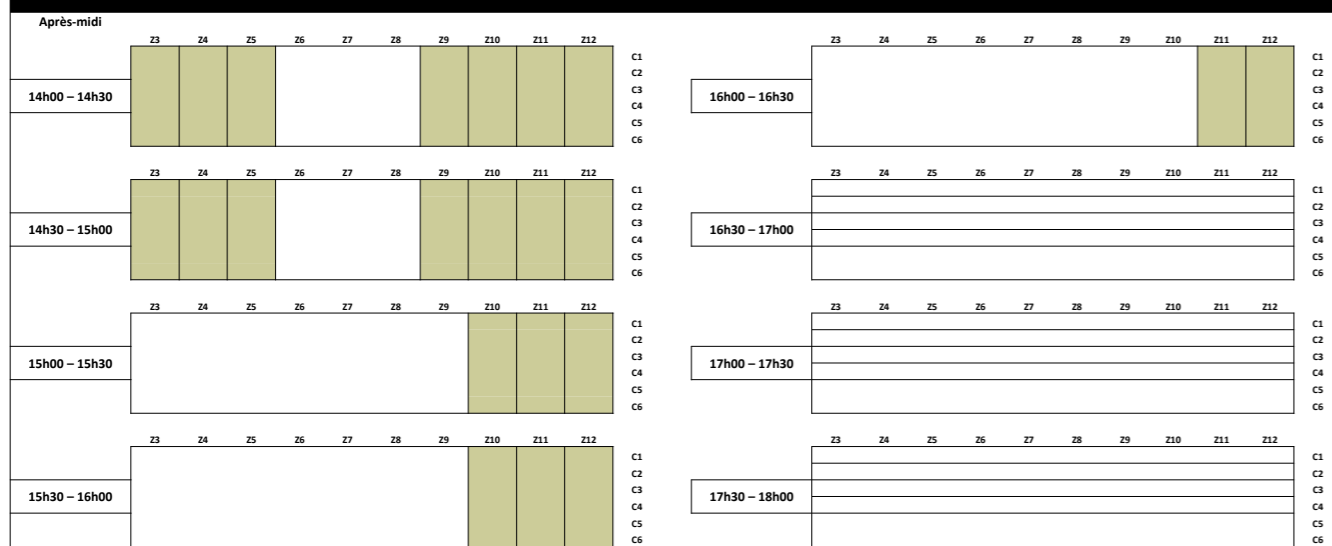 Après-midi
Z3 Z4 Z5 Z6 Z7 Z8 Z9 Z10 Z11 Z12
C1
C2
14h00 – 14h30 C3
C4
C5
C6
Z3 Z4 Z5 Z6 Z7 Z8 Z9 Z10 Z11 Z12
C1
C2
14h30 – 15h00 C3
C4
C5
C6
Z3 Z4 Z5 Z6 Z7 Z8 Z9 Z10 Z11 Z12
C1
C2
15h00 – 15h30 C3
C4
C5
C6
Z3 Z4 Z5 Z6 Z7 Z8 Z9 Z10 Z11 Z12
C1
C2
15h30 – 16h00 C3
C4
C5
C6
Z3 Z4 Z5 Z6 Z7 Z8 Z9 Z10 Z11 Z12
C1
C2
16h00 – 16h30 C3
C4
C5
C6
Z3 Z4 Z5 Z6 Z7 Z8 Z9 Z10 Z11 Z12
C1
C2
16h30 – 17h00 C3
C4
C5
C6
Z3 Z4 Z5 Z6 Z7 Z8 Z9 Z10 Z11 Z12
C1
C2
17h00 – 17h30 C3
C4
C5
C6
Z3 Z4 Z5 Z6 Z7 Z8 Z9 Z10 Z11 Z12
C1
C2
17h30 – 18h00 C3
C4
C5
C6